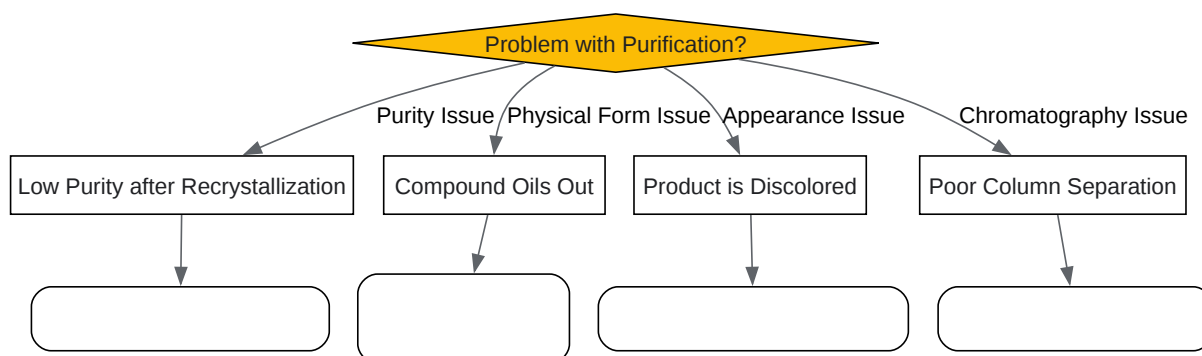 Problem with Purification?
Purity Issue
Physical Form Issue
Appearance Issue
Chromatography Issue
Low Purity after Recrystallization
Compound Oils Out
Product is Discolored
Poor Column Separation